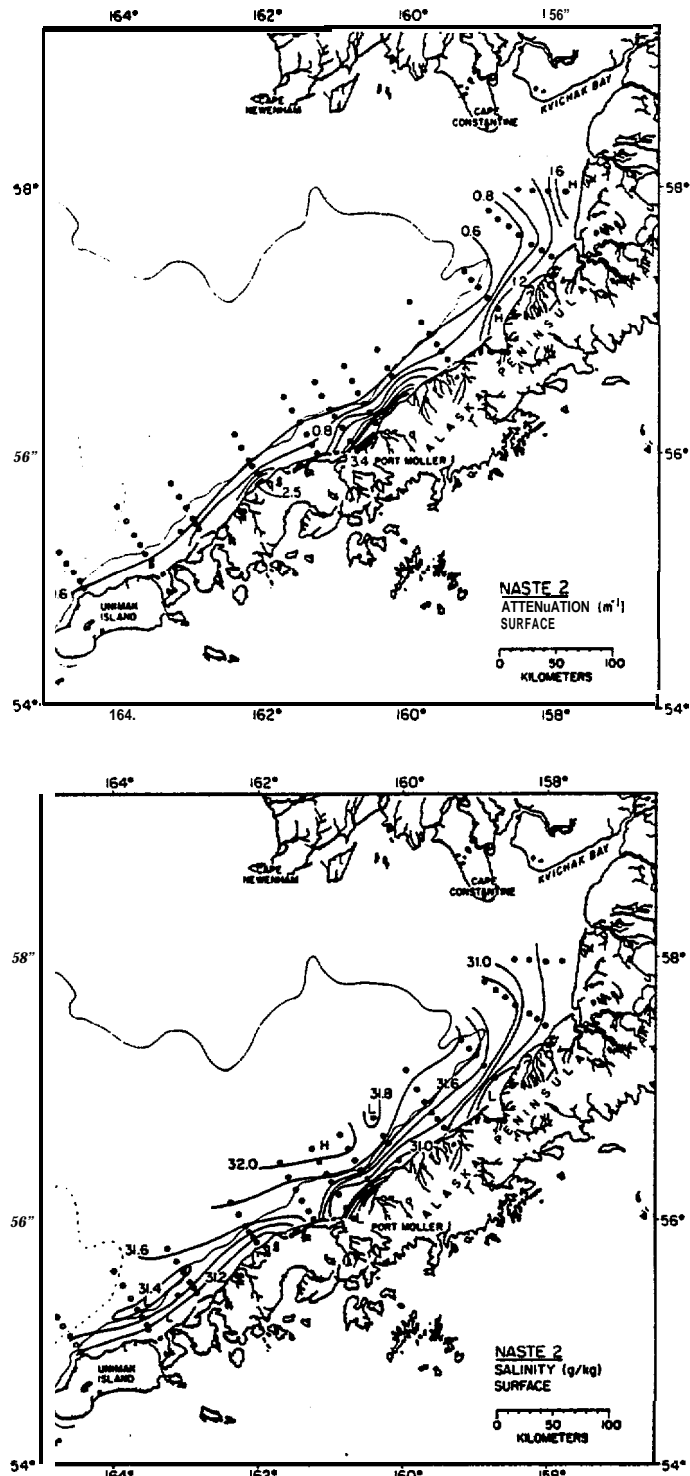 164° 162° 160° 156°
CAPE
NEWENHAM
CAPE
CONSTANTINE
KVICHAK BAY
58° 58°
0.8 16 H
0.6
1.2
H
ALASKA PENINSULA
0.8
56° 56°
3.4 PORT MOLLER
2.5
.6
UNIMAK
ISLAND
NASTE 2
ATTENuATION (m⁻¹]
SURFACE
0 50 100
KILOMETERS
54° 54°
164. 162° 160° 158°
164° 162° 160° 158°
CAPE
NEWENHAM
CAPE
CONSTANTINE
KVICHAK BAY
58" 58°
31.0
31.8 31.6
L
L
H
32.0 31.0
ALASKA PENINSULA
56° 56°
L
PORT MOLLER
31.6
31.4 31.2
UNIMAK
ISLAND
NASTE 2
SALINITY (g/kg)
SURFACE
0 50 100
KILOMETERS
54° 54°
164° 162° 160° 158°